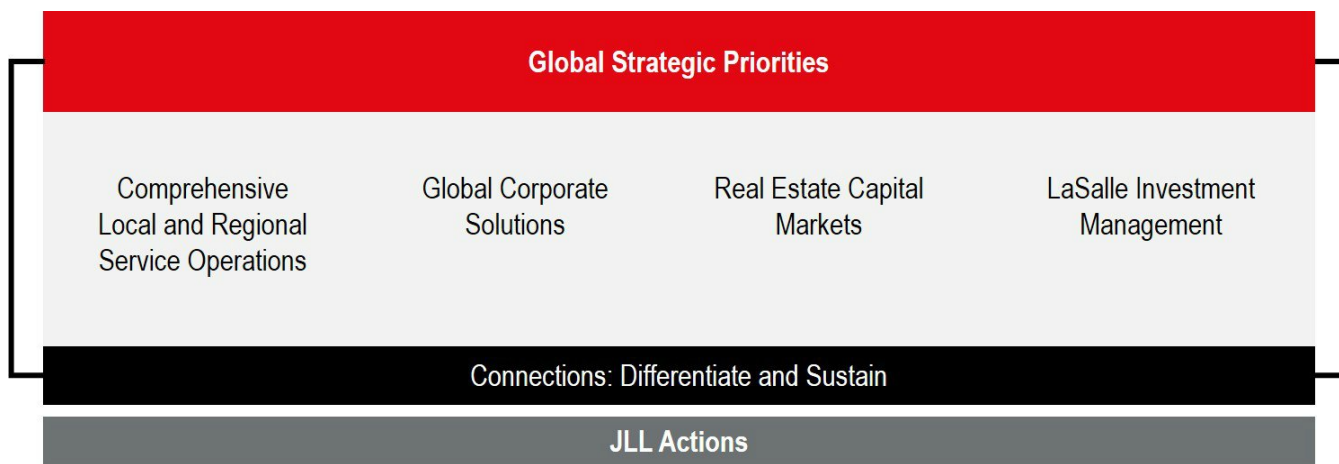 Global Strategic Priorities
Comprehensive
Local and Regional
Service Operations
Global Corporate
Solutions
Real Estate Capital
Markets
LaSalle Investment
Management
Connections: Differentiate and Sustain
JLL Actions